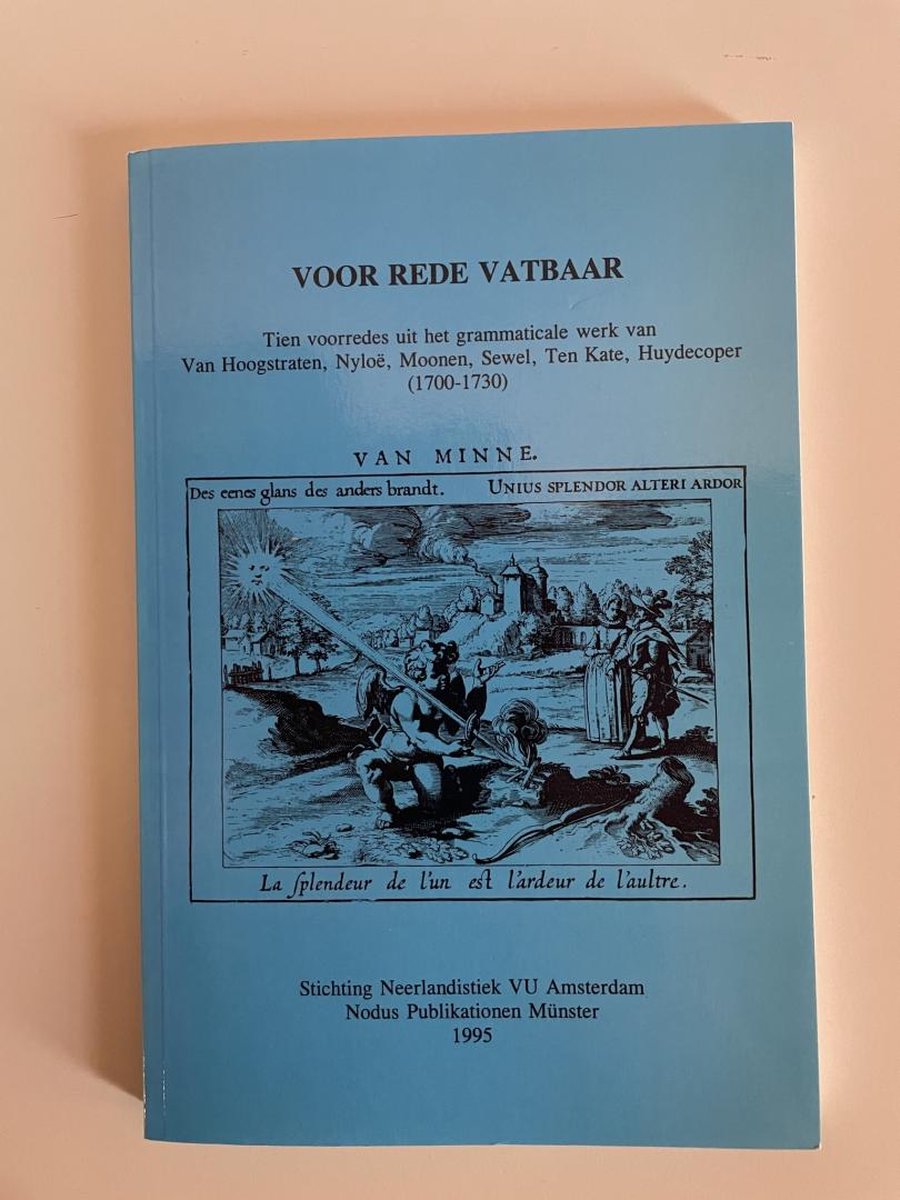 VOOR REDE VATBAAR
Tien voorredes uit het grammaticale werk van
Van Hoogstraten, Nyloë, Moonen, Sewel, Ten Kate, Huydecoper
(1700-1730)
VAN MINNE.
Des eenes glans des anders brandt. UNIUS SPLENDOR ALTERI ARDOR
La ſplendeur de l'un est l'ardeur de l'aultre.
Stichting Neerlandistiek VU Amsterdam
Nodus Publikationen Münster
1995